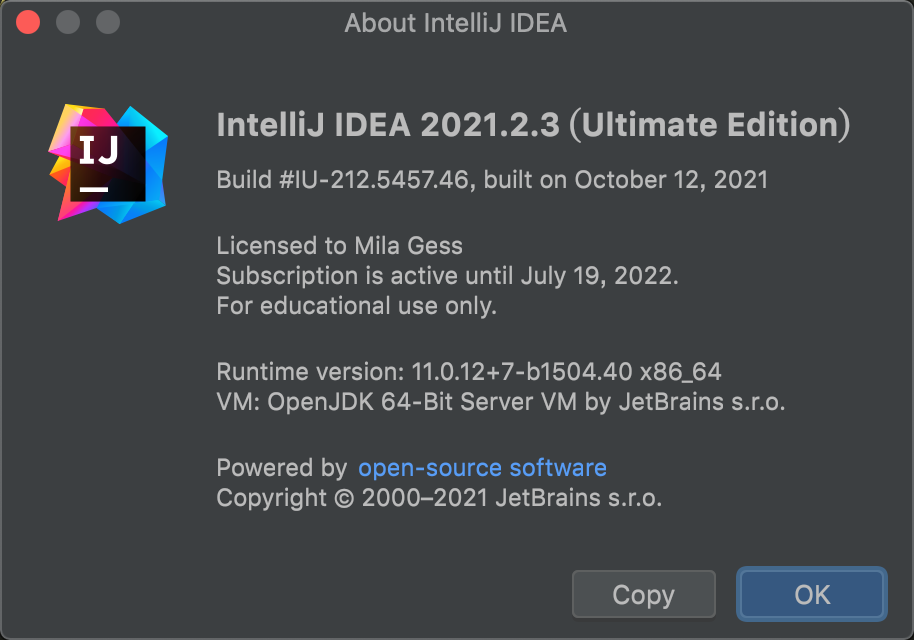 About IntelliJ IDEA
IJ
IntelliJ IDEA 2021.2.3 (Ultimate Edition)
Build #IU-212.5457.46, built on October 12, 2021
Licensed to Mila Gess
Subscription is active until July 19, 2022.
For educational use only.
Runtime version: 11.0.12+7-b1504.40 x86_64
VM: OpenJDK 64-Bit Server VM by JetBrains s.r.o.
Powered by open-source software
Copyright © 2000–2021 JetBrains s.r.o.
Copy
OK